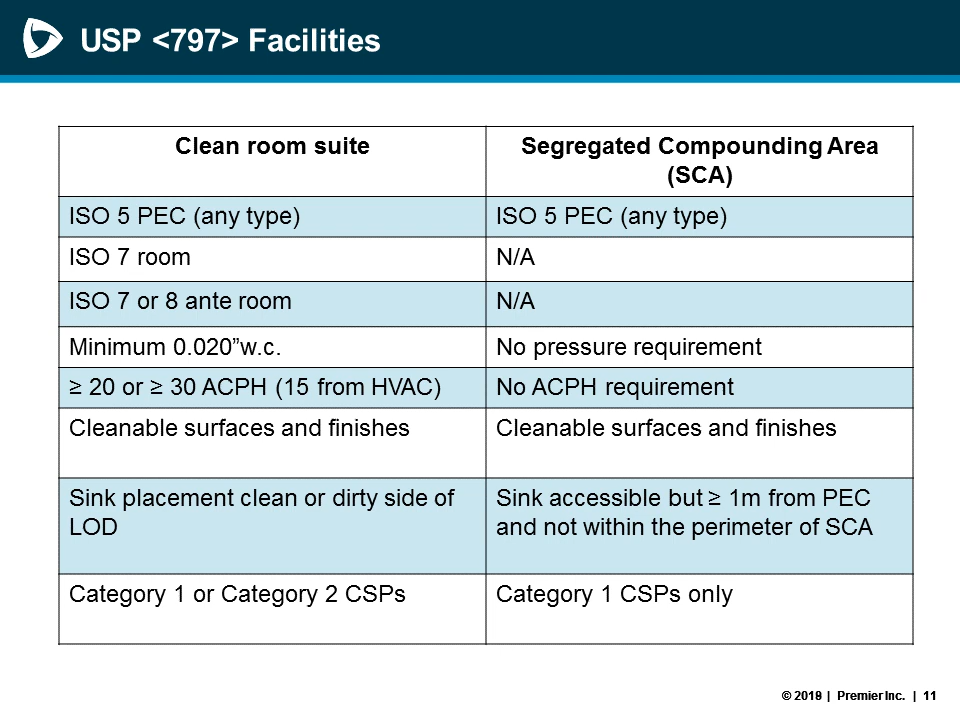 USP <797> Facilities
Clean room suite
Segregated Compounding Area
(SCA)
ISO 5 PEC (any type)
ISO 5 PEC (any type)
ISO 7 room
N/A
ISO 7 or 8 ante room
N/A
Minimum 0.020”w.c.
No pressure requirement
≥ 20 or ≥ 30 ACPH (15 from HVAC)
No ACPH requirement
Cleanable surfaces and finishes
Cleanable surfaces and finishes
Sink placement clean or dirty side of
LOD
Sink accessible but ≥ 1m from PEC
and not within the perimeter of SCA
Category 1 or Category 2 CSPs
Category 1 CSPs only
© | Premier Inc. | 11